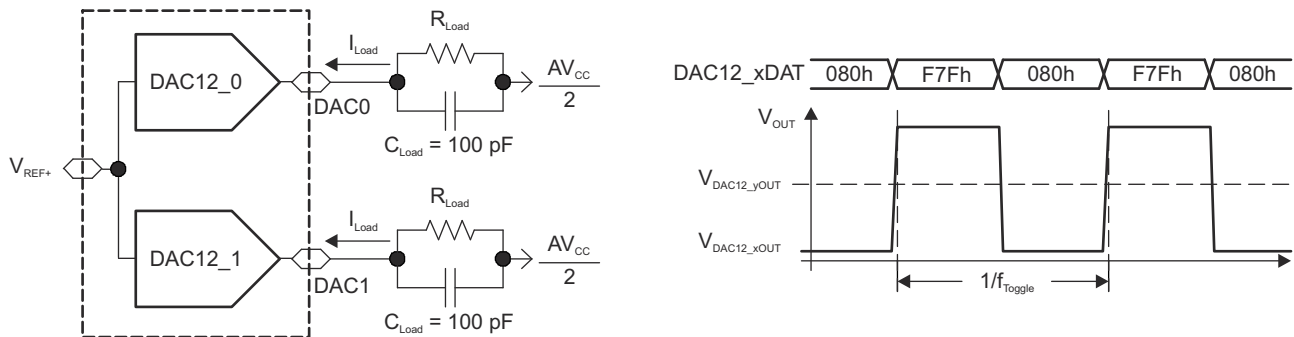 R_Load
I_Load
AV_CC
2
DAC12_0
DAC0
C_Load = 100 pF
V_REF+
R_Load
I_Load
AV_CC
2
DAC12_1
DAC1
C_Load = 100 pF
DAC12_xDAT 080h F7Fh 080h F7Fh 080h
V_OUT
V_DAC12_yOUT
V_DAC12_xOUT
1/f_Toggle